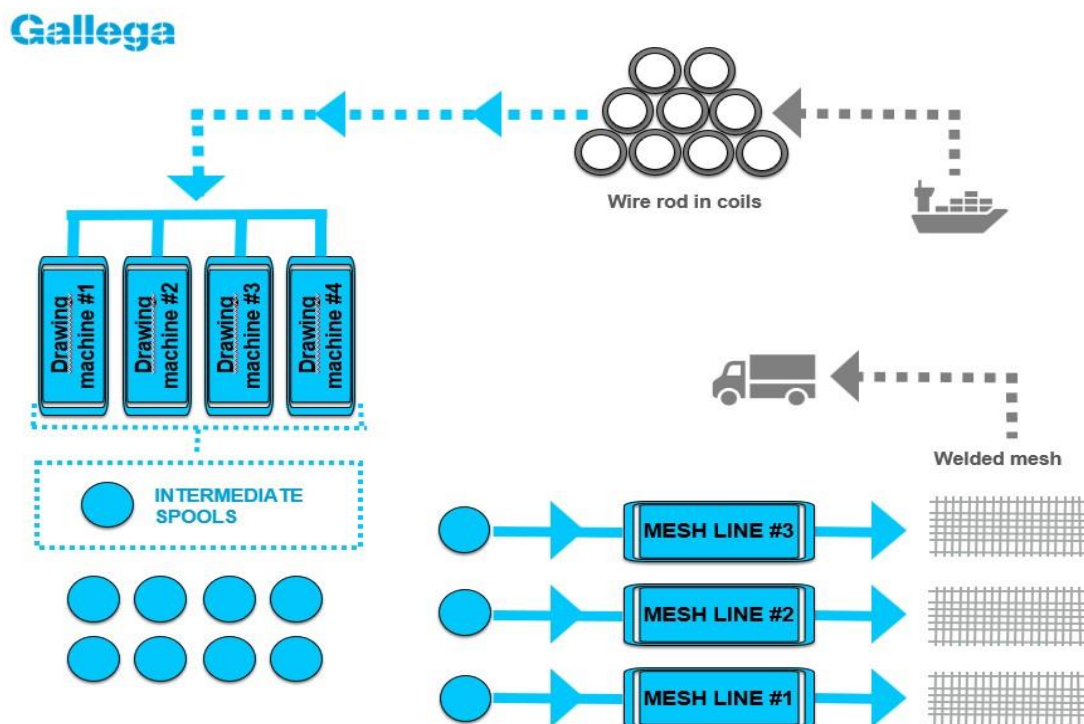 Gallega
Wire rod in coils
Drawing
machine #1
Drawing
machine #2
Drawing
machine #3
Drawing
machine #4
INTERMEDIATE
SPOOLS
Welded mesh
MESH LINE #3
MESH LINE #2
MESH LINE #1